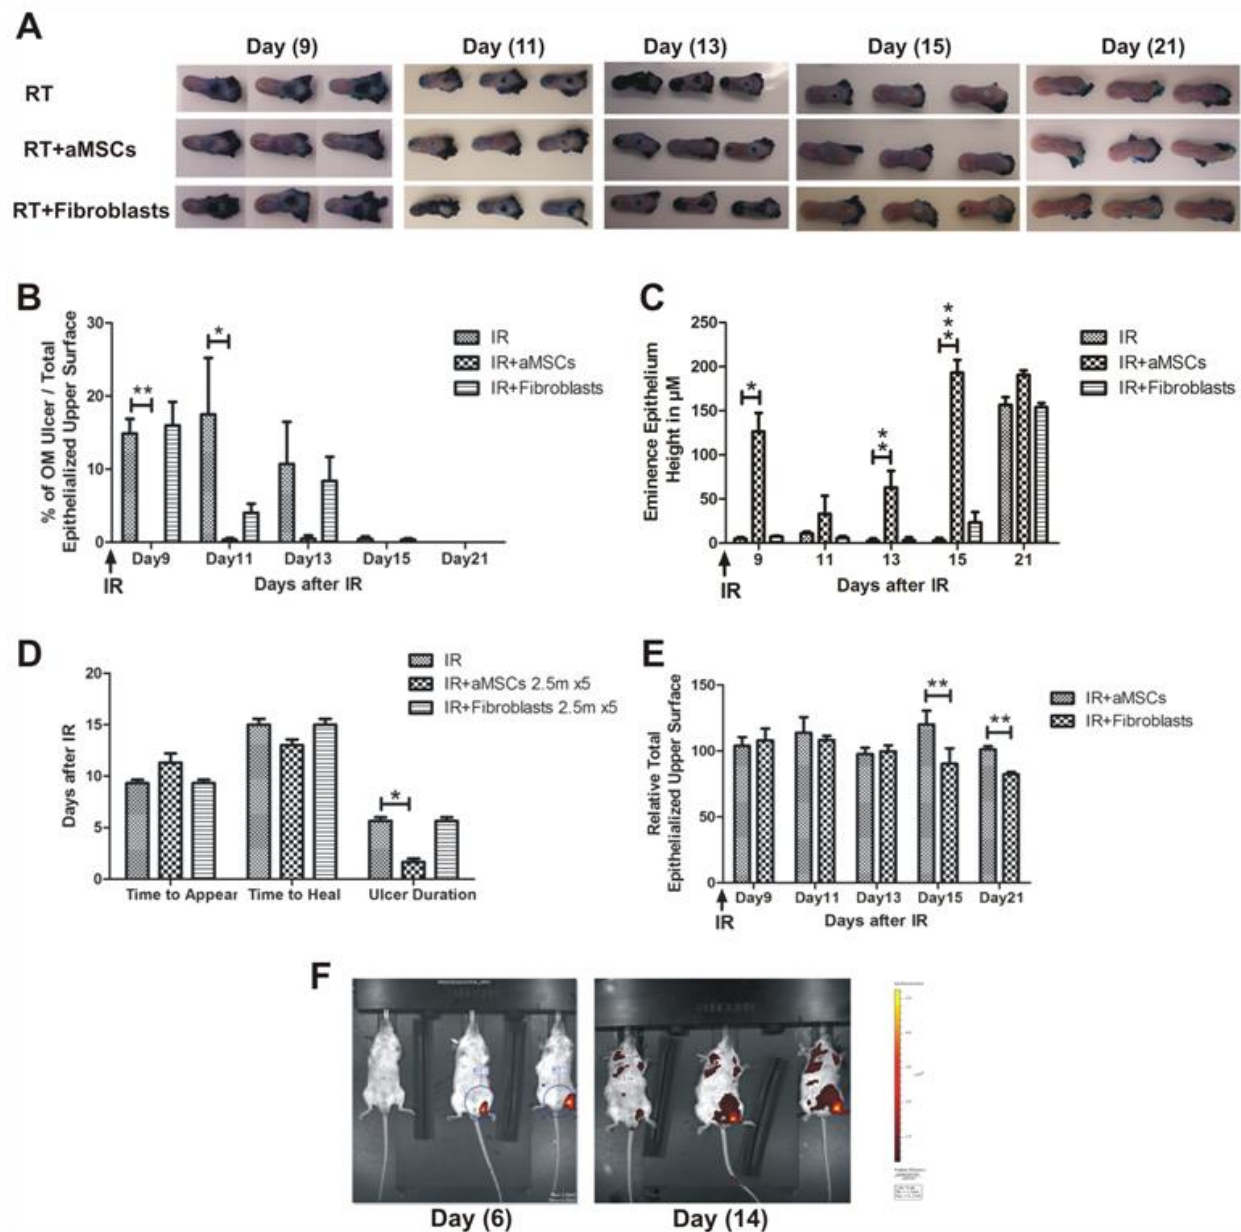 A
Day (9) Day (11) Day (13) Day (15) Day (21)
RT
RT+aMSCs
RT+Fibroblasts
B
% of OM Ulcer / Total
Epithelialized Upper Surface
30
20
10
0
IR
IR+aMSCs
IR+Fibroblasts
**
*
Day9 Day11 Day13 Day15 Day21
IR
Days after IR
C
Eminence Epithelium
Height in µM
250
200
150
100
50
0
IR
IR+aMSCs
IR+Fibroblasts
*
**
***
9 11 13 15 21
IR
Days after IR
D
Days after IR
20
15
10
5
0
IR
IR+aMSCs 2.5m x5
IR+Fibroblasts 2.5m x5
*
Time to Appear Time to Heal Ulcer Duration
E
Relative Total
Epithelialized Upper Surface
150
100
50
0
IR+aMSCs
IR+Fibroblasts
**
**
Day9 Day11 Day13 Day15 Day21
IR
Days after IR
F
Day (6) Day (14)